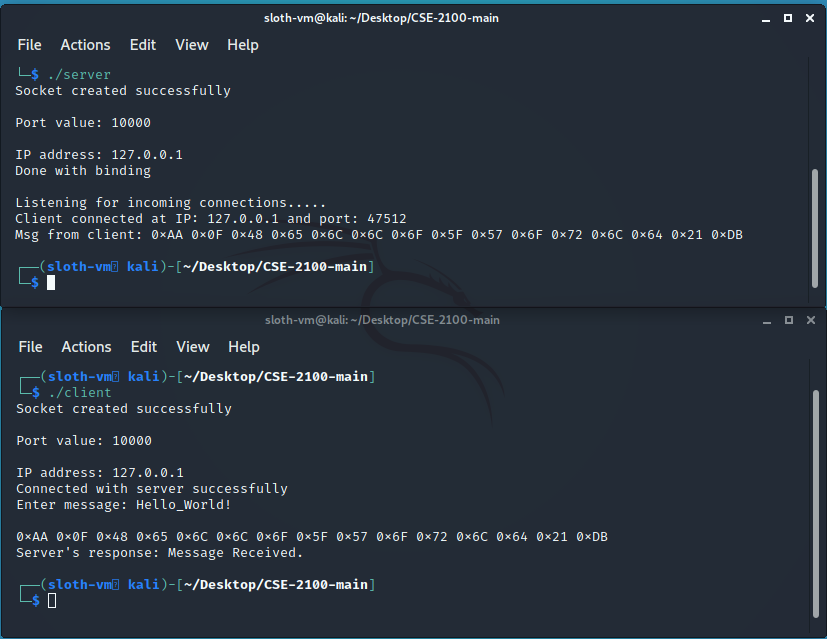 sloth-vm@kali: ~/Desktop/CSE-2100-main
File Actions Edit View Help
└─$ ./server
Socket created successfully
Port value: 10000
IP address: 127.0.0.1
Done with binding
Listening for incoming connections.....
Client connected at IP: 127.0.0.1 and port: 47512
Msg from client: 0×AA 0×0F 0×48 0×65 0×6C 0×6C 0×6F 0×5F 0×57 0×6F 0×72 0×6C 0×64 0×21 0×DB
┌──(sloth-vm kali)-[~/Desktop/CSE-2100-main]
└─$
sloth-vm@kali: ~/Desktop/CSE-2100-main
File Actions Edit View Help
┌──(sloth-vm kali)-[~/Desktop/CSE-2100-main]
└─$ ./client
Socket created successfully
Port value: 10000
IP address: 127.0.0.1
Connected with server successfully
Enter message: Hello_World!
0×AA 0×0F 0×48 0×65 0×6C 0×6C 0×6F 0×5F 0×57 0×6F 0×72 0×6C 0×64 0×21 0×DB
Server's response: Message Received.
┌──(sloth-vm kali)-[~/Desktop/CSE-2100-main]
└─$